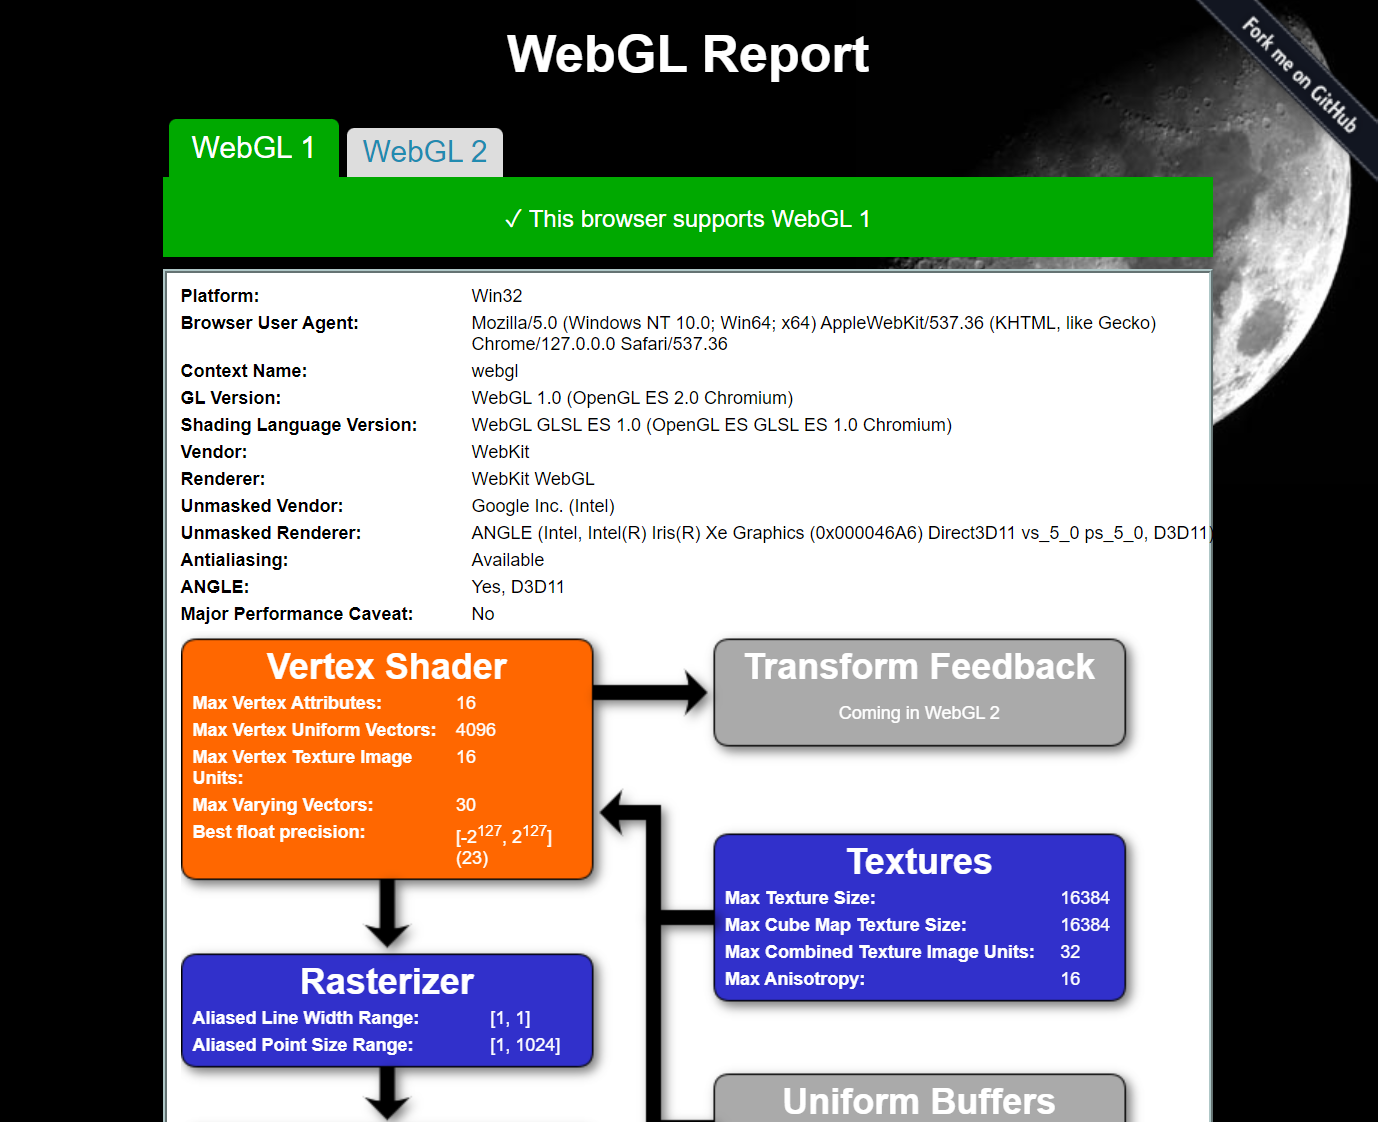 WebGL Report
Fork me on GitHub
WebGL 1
WebGL 2
✓ This browser supports WebGL 1
Platform: Win32
Browser User Agent: Mozilla/5.0 (Windows NT 10.0; Win64; x64) AppleWebKit/537.36 (KHTML, like Gecko)
Chrome/127.0.0.0 Safari/537.36
Context Name: webgl
GL Version: WebGL 1.0 (OpenGL ES 2.0 Chromium)
Shading Language Version: WebGL GLSL ES 1.0 (OpenGL ES GLSL ES 1.0 Chromium)
Vendor: WebKit
Renderer: WebKit WebGL
Unmasked Vendor: Google Inc. (Intel)
Unmasked Renderer: ANGLE (Intel, Intel(R) Iris(R) Xe Graphics (0x000046A6) Direct3D11 vs_5_0 ps_5_0, D3D11)
Antialiasing: Available
ANGLE: Yes, D3D11
Major Performance Caveat: No
Vertex Shader
Max Vertex Attributes: 16
Max Vertex Uniform Vectors: 4096
Max Vertex Texture Image 16
Units:
Max Varying Vectors: 30
Best float precision: [-2¹²⁷, 2¹²⁷]
(23)
Transform Feedback
Coming in WebGL 2
Textures
Max Texture Size: 16384
Max Cube Map Texture Size: 16384
Max Combined Texture Image Units: 32
Max Anisotropy: 16
Rasterizer
Aliased Line Width Range: [1, 1]
Aliased Point Size Range: [1, 1024]
Uniform Buffers